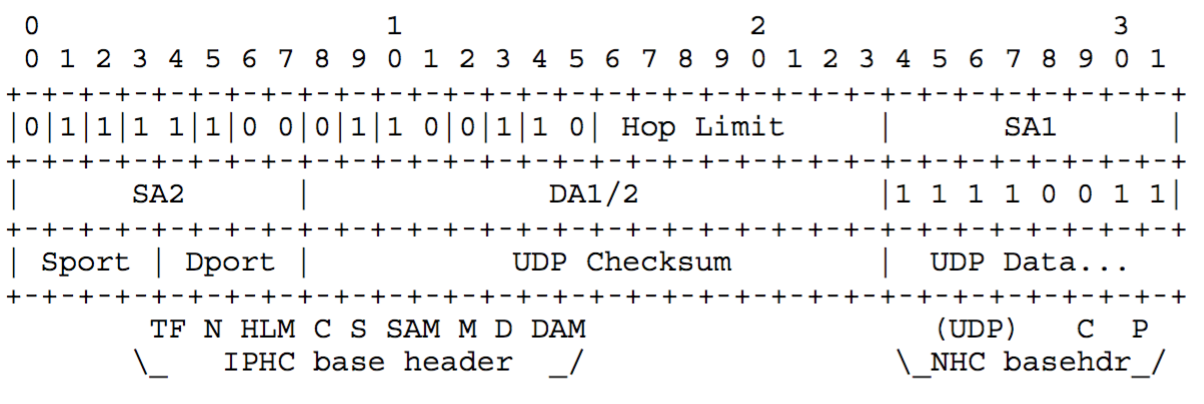 0                   1                   2                   3
 0 1 2 3 4 5 6 7 8 9 0 1 2 3 4 5 6 7 8 9 0 1 2 3 4 5 6 7 8 9 0 1
+-+-+-+-+-+-+-+-+-+-+-+-+-+-+-+-+-+-+-+-+-+-+-+-+-+-+-+-+-+-+-+-+
|0|1|1|1 1|1|0 0|0|1|1 0|0|1|1 0| Hop Limit     |      SA1      |
+-+-+-+-+-+-+-+-+-+-+-+-+-+-+-+-+-+-+-+-+-+-+-+-+-+-+-+-+-+-+-+-+
|      SA2      |             DA1/2             |1 1 1 1 0 0 1 1|
+-+-+-+-+-+-+-+-+-+-+-+-+-+-+-+-+-+-+-+-+-+-+-+-+-+-+-+-+-+-+-+-+
| Sport | Dport |           UDP Checksum        |  UDP Data...
+-+-+-+-+-+-+-+-+-+-+-+-+-+-+-+-+-+-+-+-+-+-+-+-+-+-+-+-+-+-+-+-+
        TF N HLM C S SAM M D DAM                   (UDP)   C  P
       \_   IPHC base header  _/                 \_NHC basehdr_/